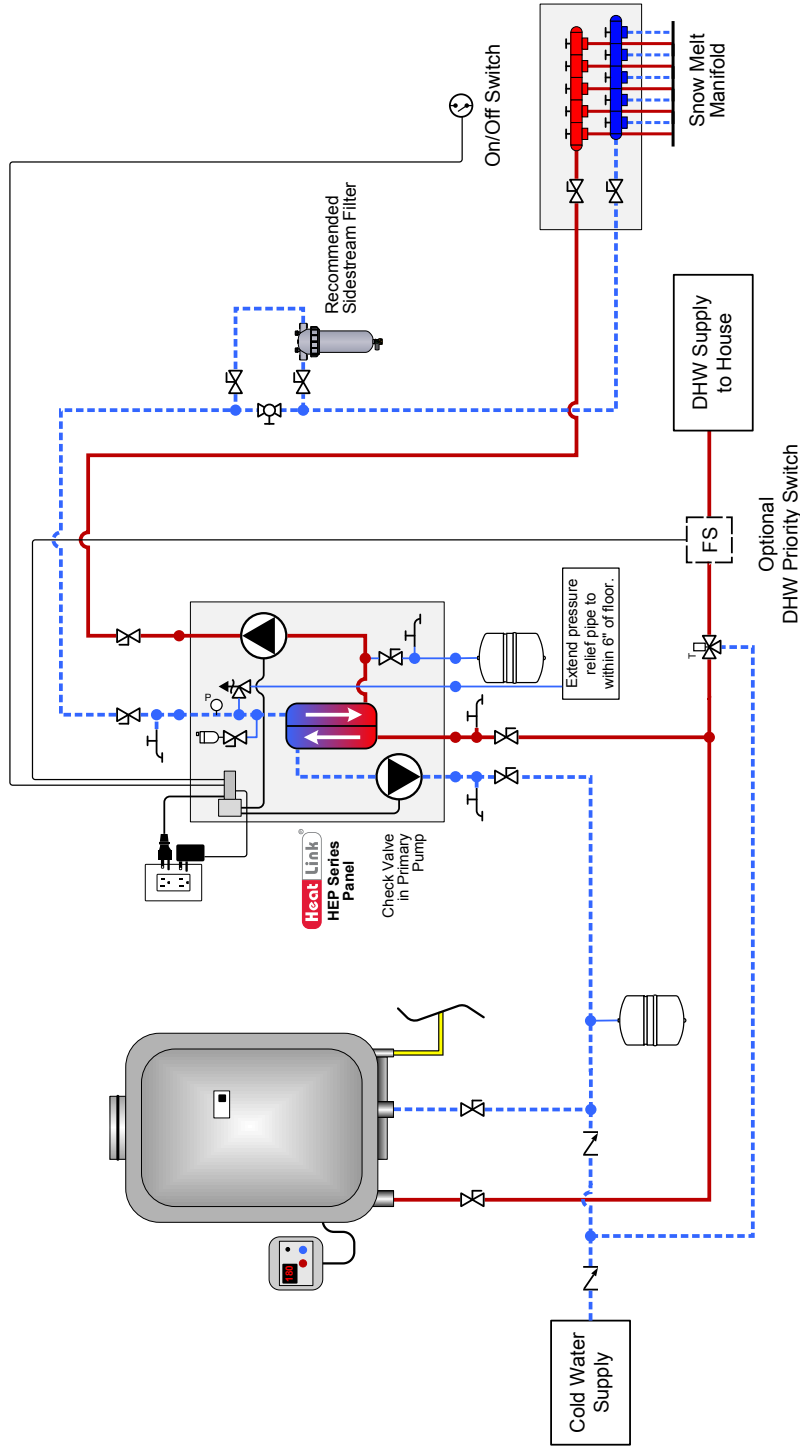 On/Off Switch
Snow Melt
Manifold
Recommended
Sidestream Filter
DHW Supply
to House
FS
Optional
DHW Priority Switch
T
P
Extend pressure
relief pipe to
within 6" of floor.
Heat Link®
HEP Series
Panel
Check Valve
in Primary
Pump
180
Cold Water
Supply